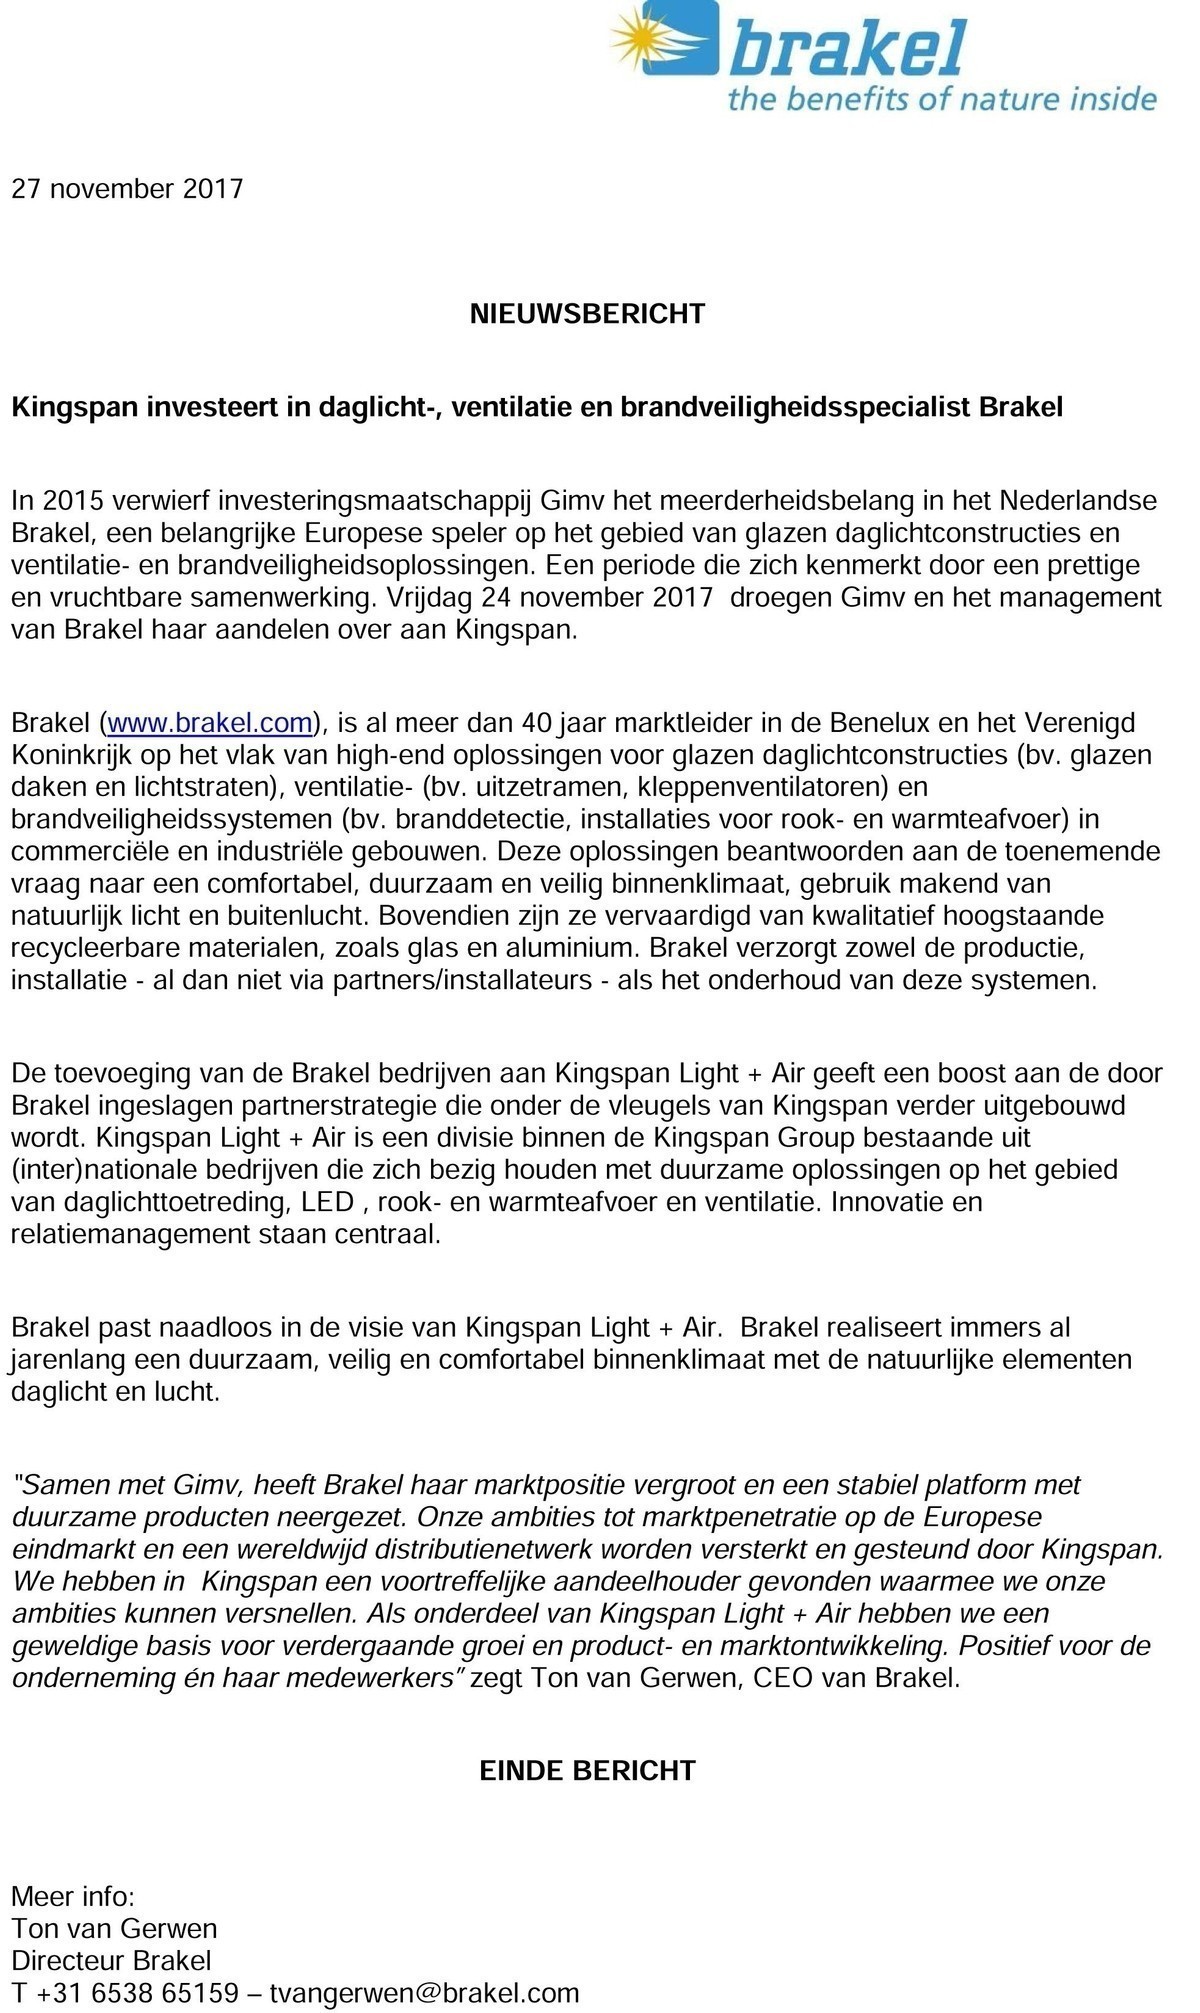 brakel
the benefits of nature inside
27 november 2017
NIEUWSBERICHT
Kingspan investeert in daglicht-, ventilatie en brandveiligheidsspecialist Brakel
In 2015 verwierf investeringsmaatschappij Gimv het meerderheidsbelang in het Nederlandse
Brakel, een belangrijke Europese speler op het gebied van glazen daglichtconstructies en
ventilatie- en brandveiligheidsoplossingen. Een periode die zich kenmerkt door een prettige
en vruchtbare samenwerking. Vrijdag 24 november 2017  droegen Gimv en het management
van Brakel haar aandelen over aan Kingspan.
Brakel (www.brakel.com), is al meer dan 40 jaar marktleider in de Benelux en het Verenigd
Koninkrijk op het vlak van high-end oplossingen voor glazen daglichtconstructies (bv. glazen
daken en lichtstraten), ventilatie- (bv. uitzetramen, kleppenventilatoren) en
brandveiligheidssystemen (bv. branddetectie, installaties voor rook- en warmteafvoer) in
commerciële en industriële gebouwen. Deze oplossingen beantwoorden aan de toenemende
vraag naar een comfortabel, duurzaam en veilig binnenklimaat, gebruik makend van
natuurlijk licht en buitenlucht. Bovendien zijn ze vervaardigd van kwalitatief hoogstaande
recycleerbare materialen, zoals glas en aluminium. Brakel verzorgt zowel de productie,
installatie - al dan niet via partners/installateurs - als het onderhoud van deze systemen.
De toevoeging van de Brakel bedrijven aan Kingspan Light + Air geeft een boost aan de door
Brakel ingeslagen partnerstrategie die onder de vleugels van Kingspan verder uitgebouwd
wordt. Kingspan Light + Air is een divisie binnen de Kingspan Group bestaande uit
(inter)nationale bedrijven die zich bezig houden met duurzame oplossingen op het gebied
van daglichttoetreding, LED , rook- en warmteafvoer en ventilatie. Innovatie en
relatiemanagement staan centraal.
Brakel past naadloos in de visie van Kingspan Light + Air.  Brakel realiseert immers al
jarenlang een duurzaam, veilig en comfortabel binnenklimaat met de natuurlijke elementen
daglicht en lucht.
"Samen met Gimv, heeft Brakel haar marktpositie vergroot en een stabiel platform met
duurzame producten neergezet. Onze ambities tot marktpenetratie op de Europese
eindmarkt en een wereldwijd distributienetwerk worden versterkt en gesteund door Kingspan.
We hebben in  Kingspan een voortreffelijke aandeelhouder gevonden waarmee we onze
ambities kunnen versnellen. Als onderdeel van Kingspan Light + Air hebben we een
geweldige basis voor verdergaande groei en product- en marktontwikkeling. Positief voor de
onderneming én haar medewerkers” zegt Ton van Gerwen, CEO van Brakel.
EINDE BERICHT
Meer info:
Ton van Gerwen
Directeur Brakel
T +31 6538 65159 – tvangerwen@brakel.com